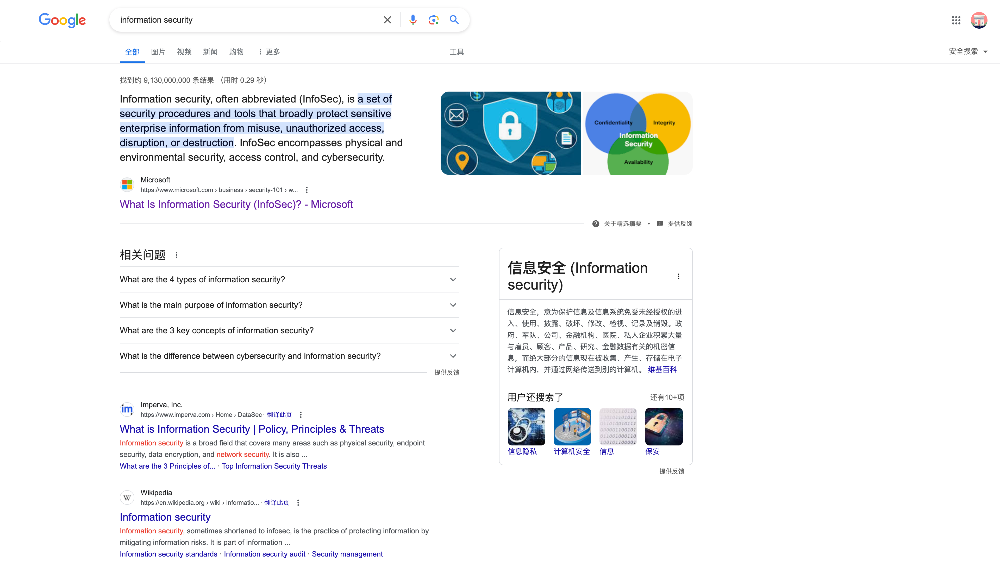 Google
information security
全部
图片
视频
新闻
购物
更多
工具
安全搜索
找到约 9,130,000,000 条结果 （用时 0.29 秒）
Information security, often abbreviated (InfoSec), is a set of
security procedures and tools that broadly protect sensitive
enterprise information from misuse, unauthorized access,
disruption, or destruction. InfoSec encompasses physical and
environmental security, access control, and cybersecurity.
Confidentiality
Integrity
Information
Security
Availability
Microsoft
https://www.microsoft.com › business › security-101 › w...
What Is Information Security (InfoSec)? - Microsoft
关于精选摘要 • 提供反馈
相关问题
What are the 4 types of information security?
What is the main purpose of information security?
What are the 3 key concepts of information security?
What is the difference between cybersecurity and information security?
提供反馈
Imperva, Inc.
im
https://www.imperva.com › Home › DataSec · 翻译此页
What is Information Security | Policy, Principles & Threats
Information security is a broad field that covers many areas such as physical security, endpoint
security, data encryption, and network security. It is also ...
What are the 3 Principles of... · Top Information Security Threats
Wikipedia
W
https://en.wikipedia.org › wiki › Informatio... · 翻译此页
Information security
Information security, sometimes shortened to infosec, is the practice of protecting information by
mitigating information risks. It is part of information ...
Information security standards · Information security audit · Security management
信息安全 (Information
security)
信息安全，意为保护信息及信息系统免受未经授权的进
入、使用、披露、破坏、修改、检视、记录及销毁。政
府、军队、公司、金融机构、医院、私人企业积累大量
与雇员、顾客、产品、研究、金融数据有关的机密信
息，而绝大部分的信息现在被收集、产生、存储在电子
计算机内，并通过网络传送到别的计算机。 维基百科
用户还搜索了
还有10+项
信息隐私
计算机安全
信息
保安
提供反馈